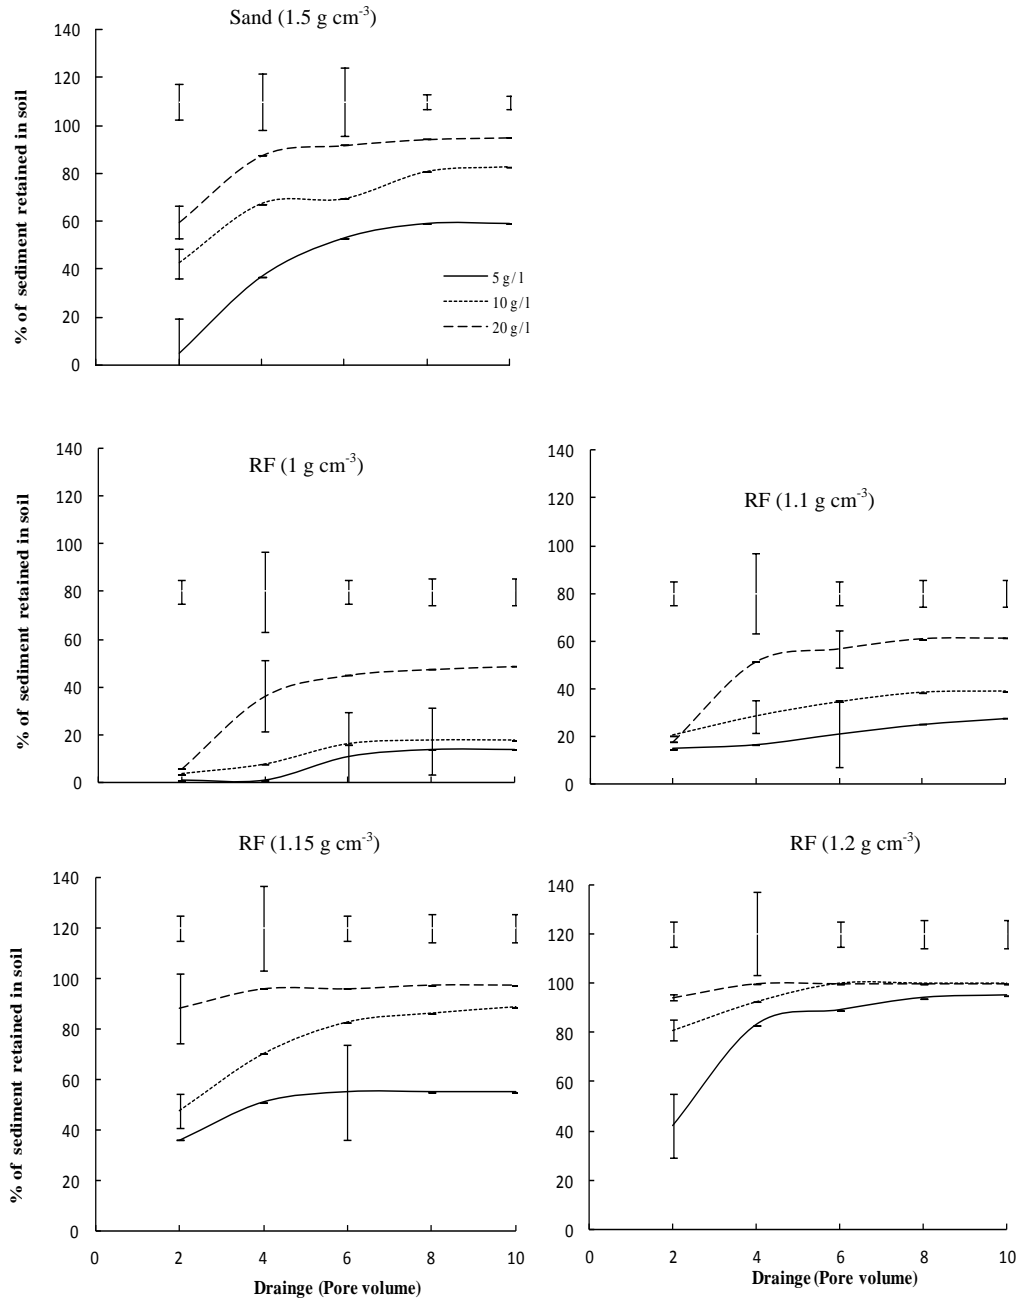 Sand (1.5 g cm-3)
% of sediment retained in soil
140
120
100
80
60
40
20
0
5 g/l
10 g/l
20 g/l
RF (1 g cm-3)
% of sediment retained in soil
140
120
100
80
60
40
20
0
RF (1.1 g cm-3)
140
120
100
80
60
40
20
0
RF (1.15 g cm-3)
% of sediment retained in soil
140
120
100
80
60
40
20
0
0 2 4 6 8 10
Drainge (Pore volume)
RF (1.2 g cm-3)
140
120
100
80
60
40
20
0
0 2 4 6 8 10
Drainge (Pore volume)